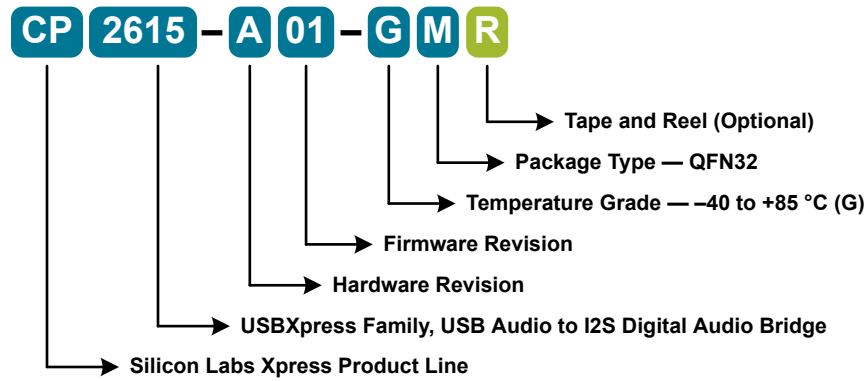 CP 2615 – A 01 – G M R
Tape and Reel (Optional)
Package Type — QFN32
Temperature Grade — –40 to +85 °C (G)
Firmware Revision
Hardware Revision
USBXpress Family, USB Audio to I2S Digital Audio Bridge
Silicon Labs Xpress Product Line